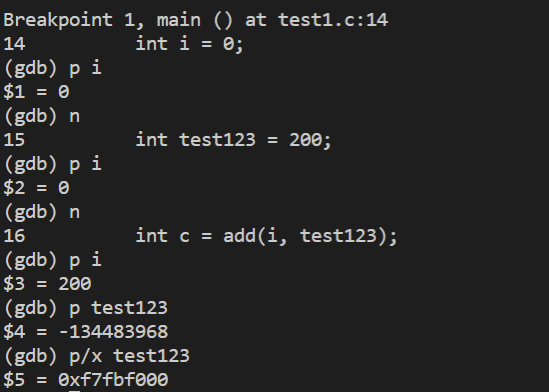 Breakpoint 1, main () at test1.c:14
14          int i = 0;
(gdb) p i
$1 = 0
(gdb) n
15          int test123 = 200;
(gdb) p i
$2 = 0
(gdb) n
16          int c = add(i, test123);
(gdb) p i
$3 = 200
(gdb) p test123
$4 = -134483968
(gdb) p/x test123
$5 = 0xf7fbf000